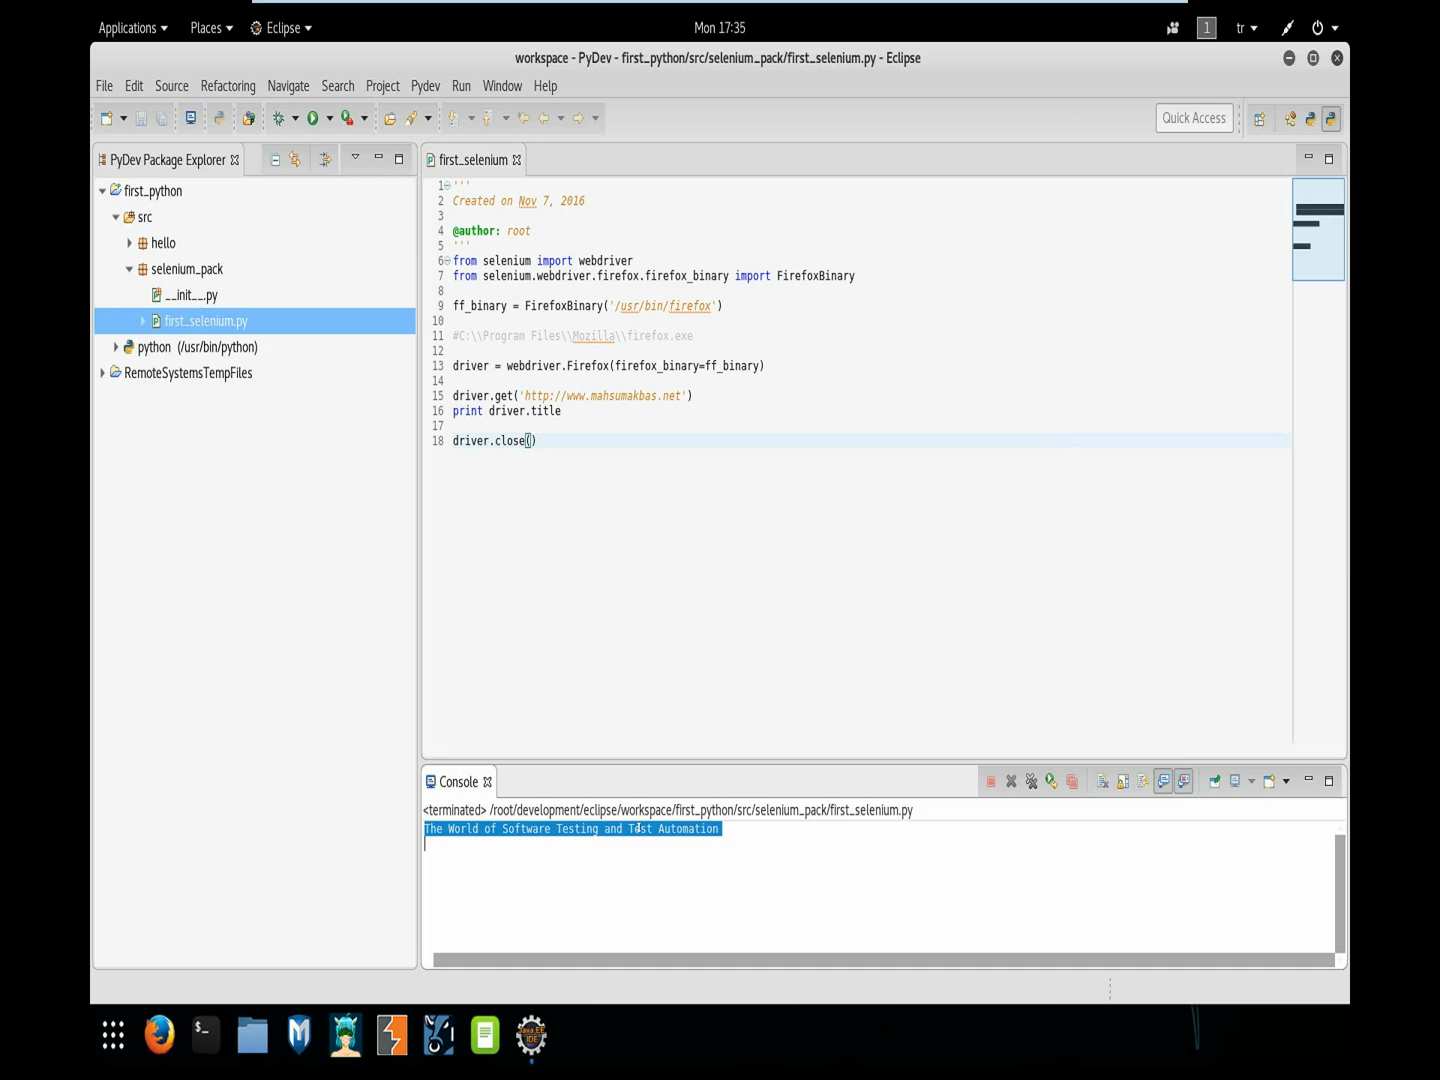 Applications Places Eclipse Mon 17:35 1 tr
workspace - PyDev - first_python/src/selenium_pack/first_selenium.py - Eclipse
File Edit Source Refactoring Navigate Search Project Pydev Run Window Help
Quick Access
PyDev Package Explorer
first_python
src
hello
selenium_pack
__init__.py
first_selenium.py
python (/usr/bin/python)
RemoteSystemsTempFiles
first_selenium
1 '''
2 Created on Nov 7, 2016
3
4 @author: root
5 '''
6 from selenium import webdriver
7 from selenium.webdriver.firefox.firefox_binary import FirefoxBinary
8
9 ff_binary = FirefoxBinary('/usr/bin/firefox')
10
11 #C:\\Program Files\\Mozilla\\firefox.exe
12
13 driver = webdriver.Firefox(firefox_binary=ff_binary)
14
15 driver.get('http://www.mahsumakbas.net')
16 print driver.title
17
18 driver.close()
Console
<terminated> /root/development/eclipse/workspace/first_python/src/selenium_pack/first_selenium.py
The World of Software Testing and Test Automation
$_
Java EE
IDE